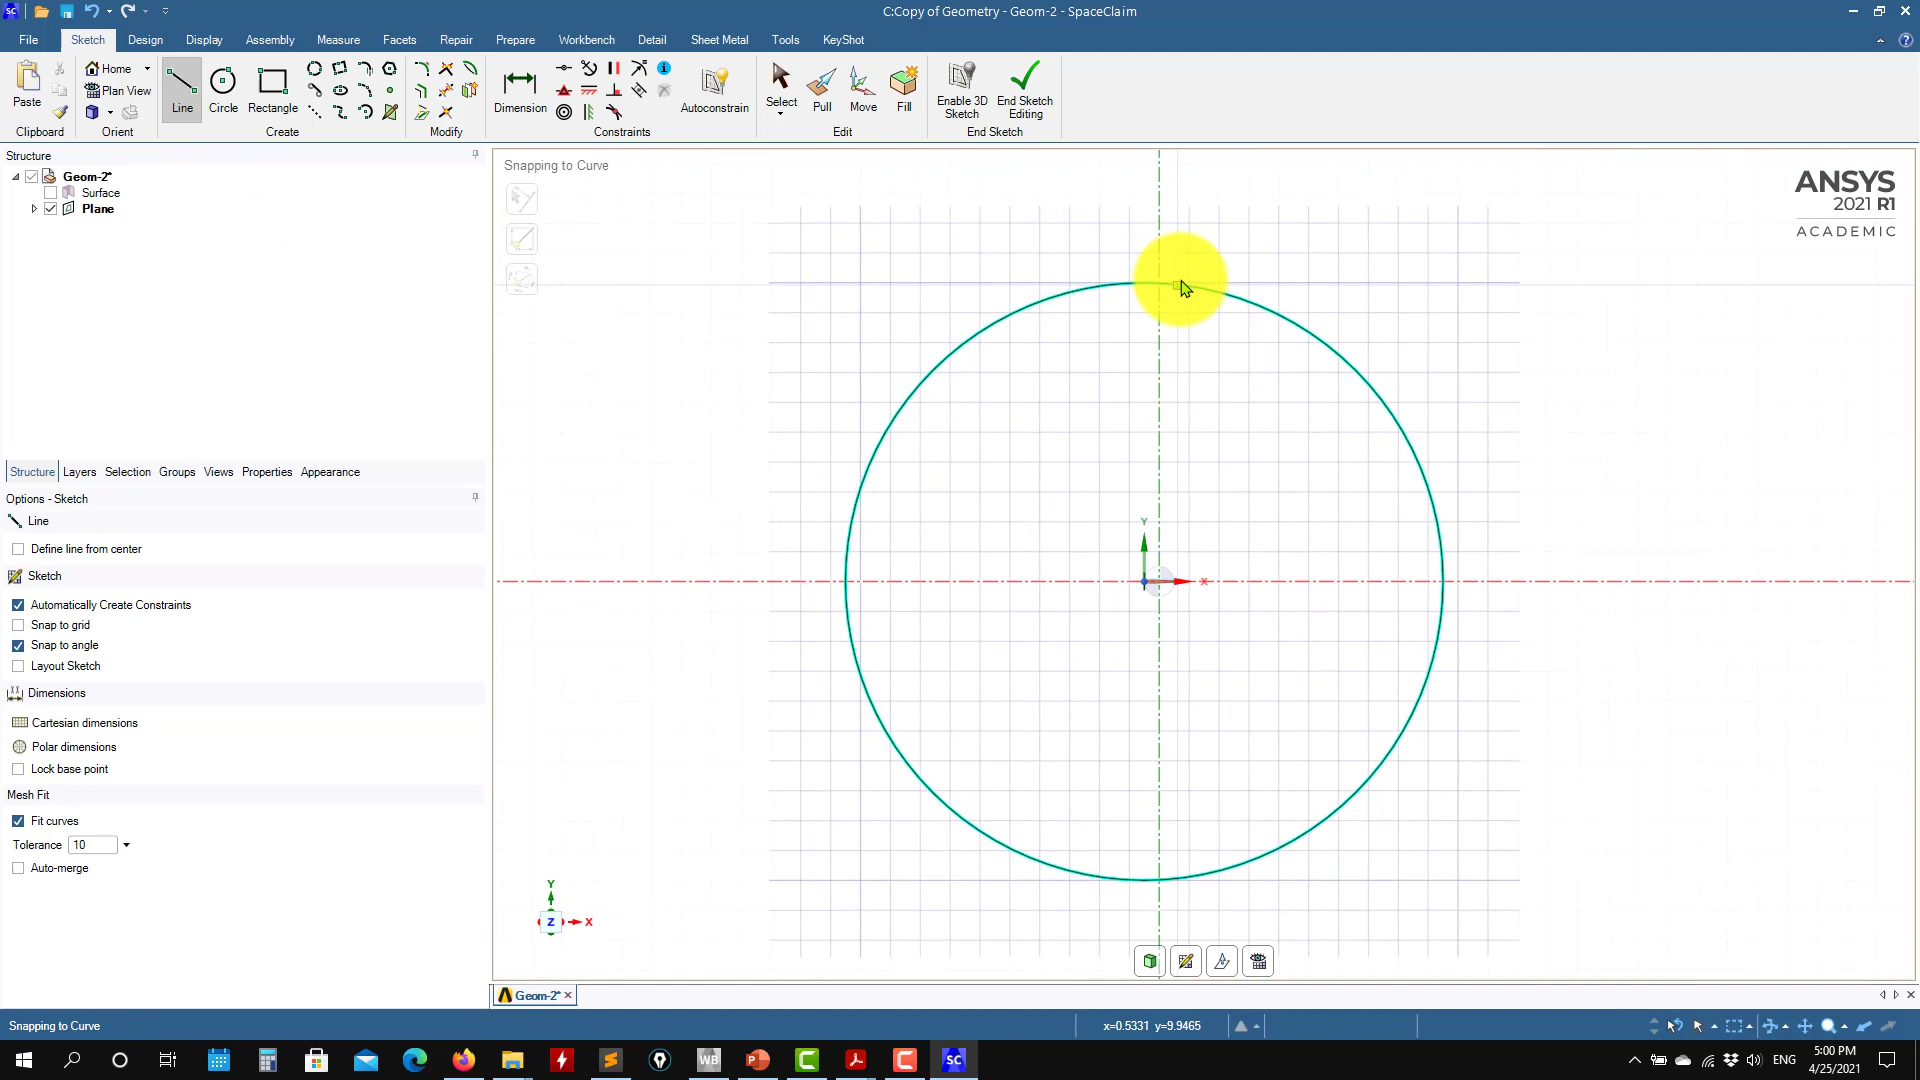 C:Copy of Geometry - Geom-2 - SpaceClaim
File Sketch Design Display Assembly Measure Facets Repair Prepare Workbench Detail Sheet Metal Tools KeyShot
Paste
Home
Plan View
Line
Circle
Rectangle
Dimension
Autoconstrain
Select
Pull
Move
Fill
Enable 3D Sketch
End Sketch Editing
Clipboard Orient Create Modify Constraints Edit End Sketch
Structure
Geom-2*
Surface
Plane
Structure Layers Selection Groups Views Properties Appearance
Options - Sketch
Line
Define line from center
Sketch
Automatically Create Constraints
Snap to grid
Snap to angle
Layout Sketch
Dimensions
Cartesian dimensions
Polar dimensions
Lock base point
Mesh Fit
Fit curves
Tolerance 10
Auto-merge
Snapping to Curve
ANSYS
2021 R1
ACADEMIC
Y
X
Y
Z
X
Geom-2*
Snapping to Curve
x=0.5331 y=9.9465
WB
SC
ENG
5:00 PM
4/25/2021